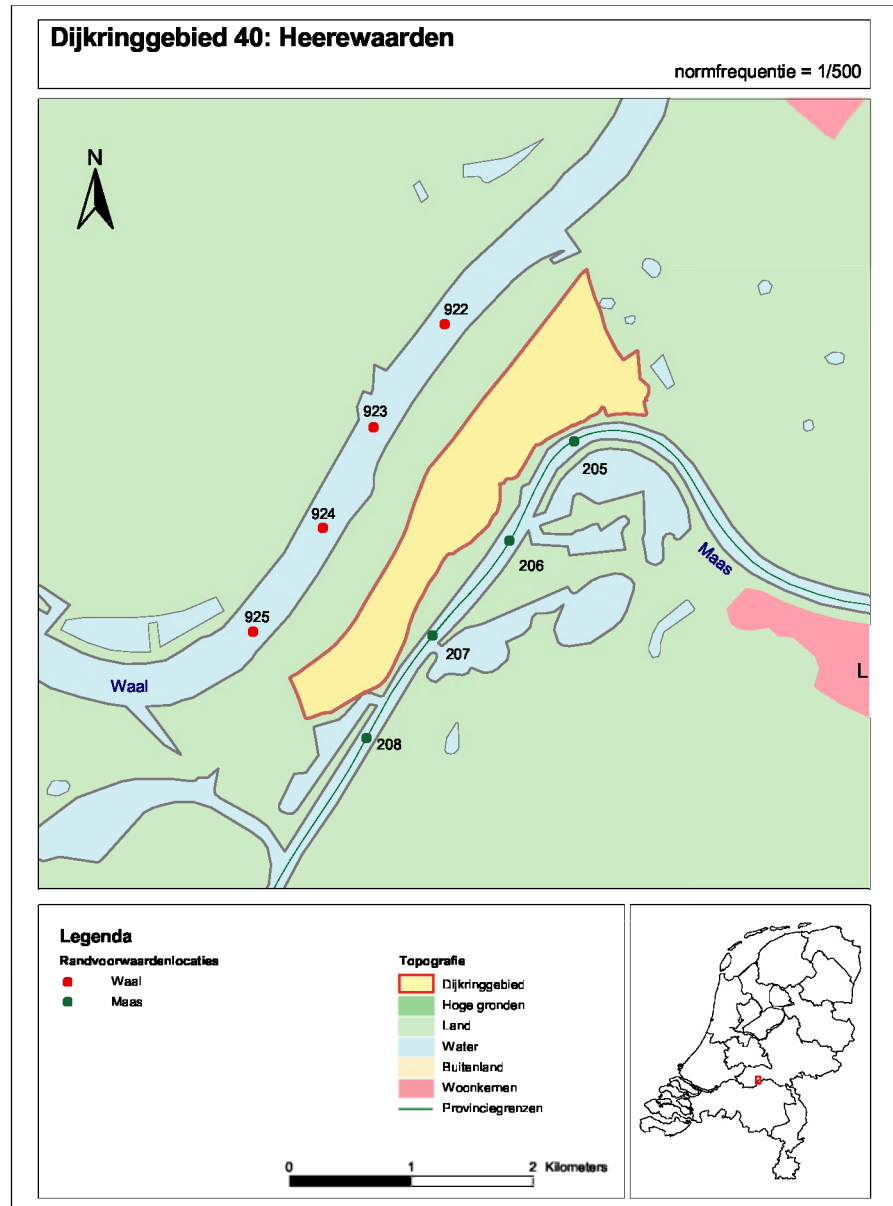 Dijkringgebied 40: Heerewaarden
normfrequentie = 1/500
N
922
923
205
924
206
Maas
925
207
L
Waal
208
Legenda
Randvoorwaardenlocaties
Waal
Maas
Topografie
Dijkringgebied
Hoge gronden
Land
Water
Buitenland
Woonkernen
Provinciegrenzen
0 1 2 Kilometers